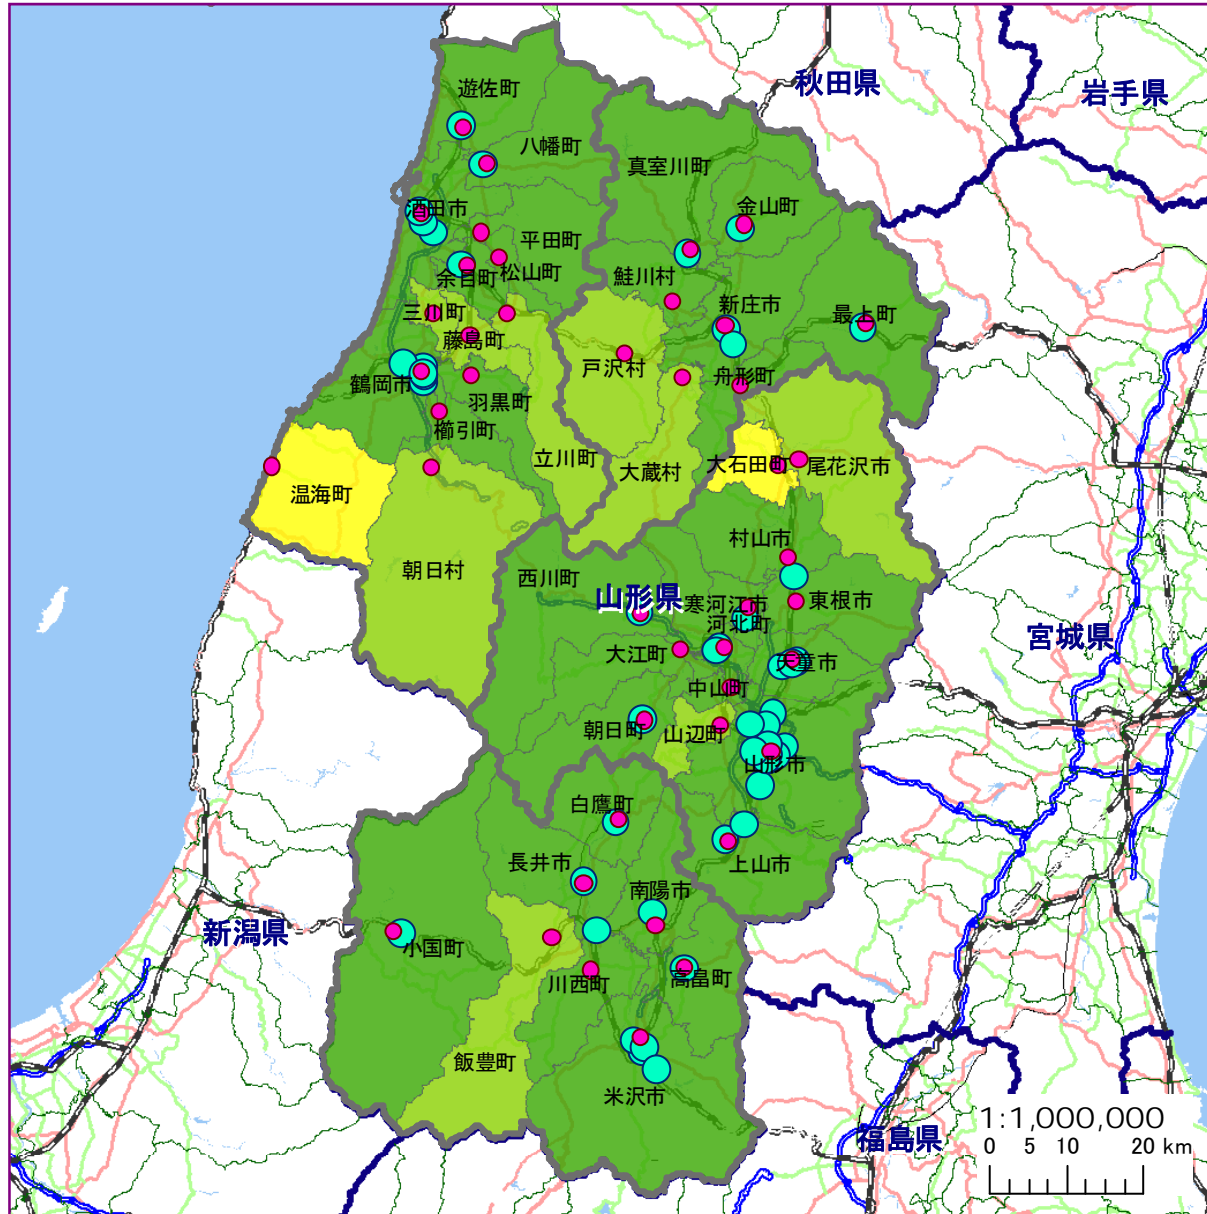 秋田県
岩手県
遊佐町
八幡町
真室川町
酒田市
金山町
平田町
松山町
余目町
鮭川村
三川町
新庄市
最上町
藤島町
戸沢村
鶴岡市
羽黒町
舟形町
櫛引町
立川町
大蔵村
大石田町
尾花沢市
温海町
村山市
朝日村
西川町
山形県
寒河江市
東根市
河北町
宮城県
大江町
天童市
中山町
朝日町
山辺町
山形市
白鷹町
長井市
上山市
南陽市
新潟県
小国町
川西町
高畠町
飯豊町
米沢市
福島県
1:1,000,000
0 5 10 20 km